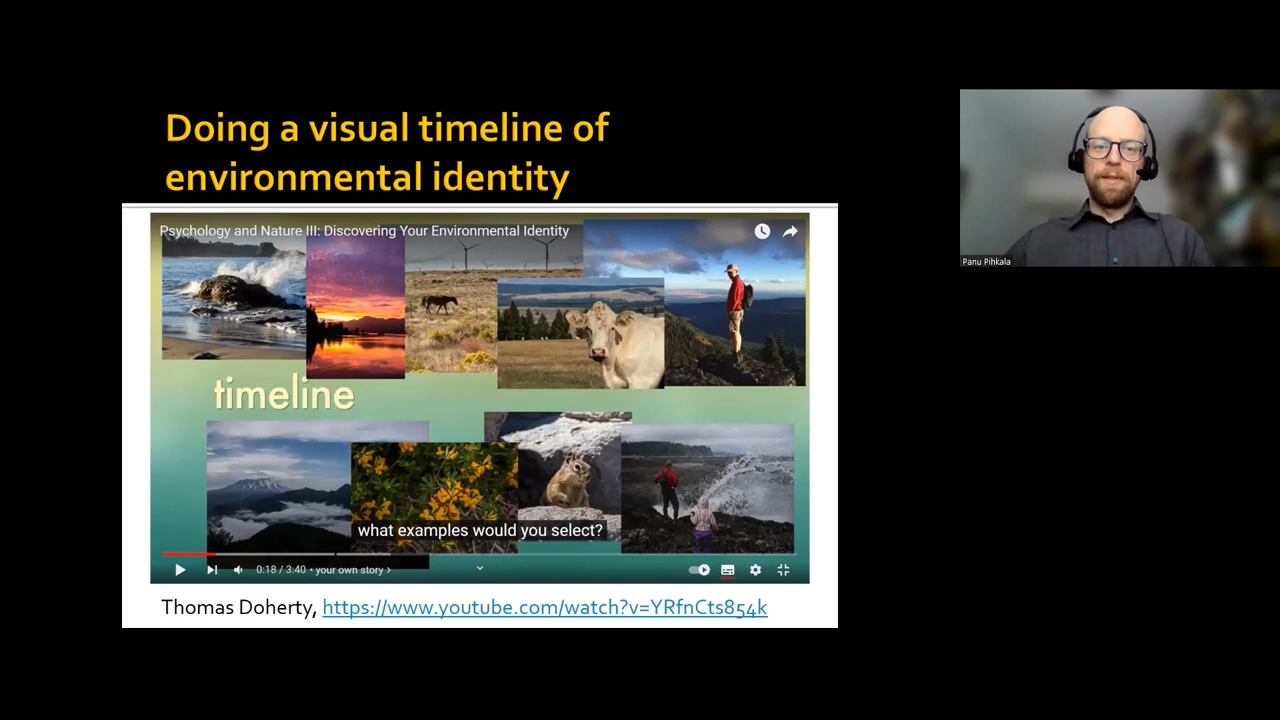 Doing a visual timeline of
environmental identity
Psychology and Nature III: Discovering Your Environmental Identity
timeline
what examples would you select?
0:18 / 3:40 • your own story ›
Thomas Doherty, https://www.youtube.com/watch?v=YRfnCts854k
Panu Pihkala